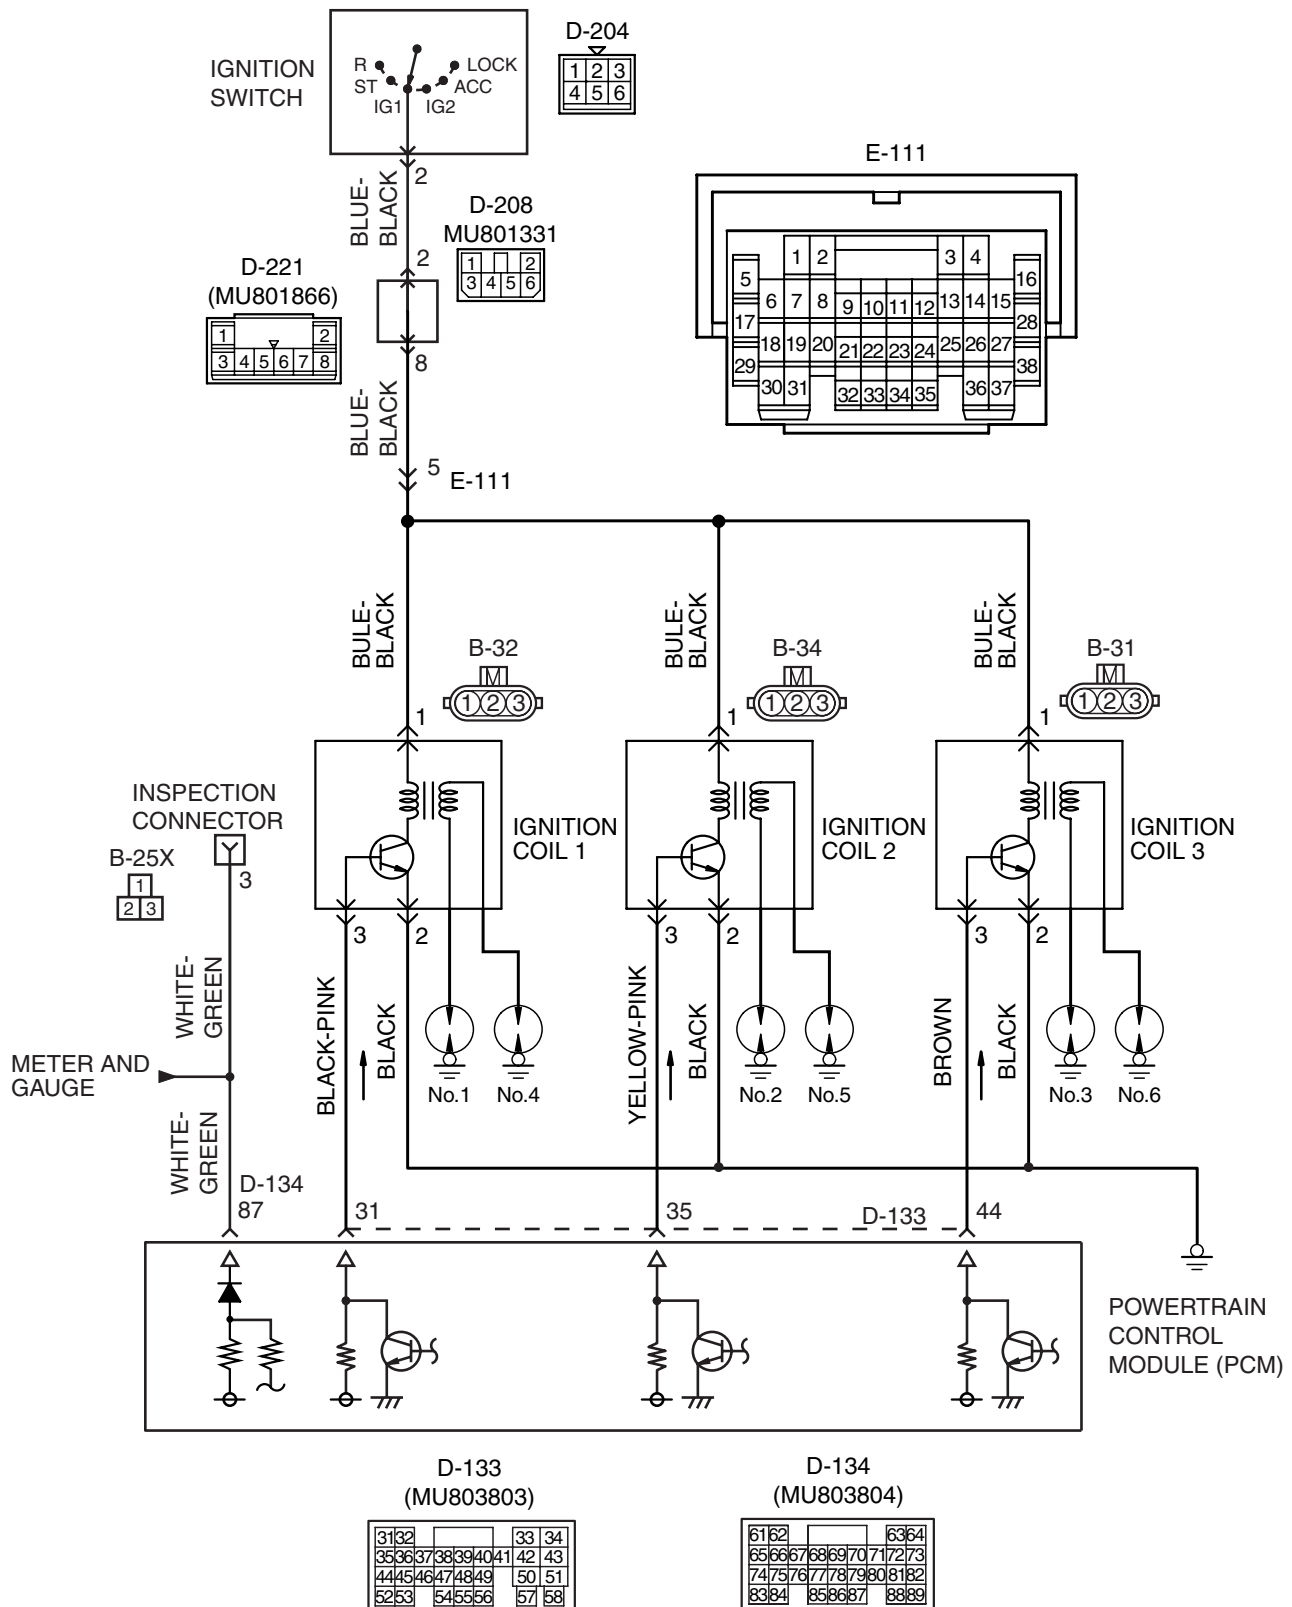 D-204
1 2 3
4 5 6
IGNITION
SWITCH
R
ST
IG1
IG2
ACC
LOCK
2
BLUE-
BLACK
D-208
MU801331
1 2
3 4 5 6
2
D-221
(MU801866)
1 2
3 4 5 6 7 8
8
BLUE-
BLACK
5
E-111
E-111
1 2 3 4
5 16
6 7 8 9 10 11 12 13 14 15
17 28
18 19 20 21 22 23 24 25 26 27
29 38
30 31 32 33 34 35 36 37
BULE-
BLACK
BULE-
BLACK
BULE-
BLACK
B-32
M
1 2 3
B-34
M
1 2 3
B-31
M
1 2 3
1
1
1
IGNITION
COIL 1
IGNITION
COIL 2
IGNITION
COIL 3
INSPECTION
CONNECTOR
B-25X
1
2 3
3
3 2
3 2
3 2
WHITE-
GREEN
BLACK-PINK
BLACK
YELLOW-PINK
BLACK
BROWN
BLACK
METER AND
GAUGE
No.1
No.4
No.2
No.5
No.3
No.6
WHITE-
GREEN
D-134
87
31
35
D-133
44
POWERTRAIN
CONTROL
MODULE (PCM)
D-133
(MU803803)
31 32 33 34
35 36 37 38 39 40 41 42 43
44 45 46 47 48 49 50 51
52 53 54 55 56 57 58
D-134
(MU803804)
61 62 63 64
65 66 67 68 69 70 71 72 73
74 75 76 77 78 79 80 81 82
83 84 85 86 87 88 89